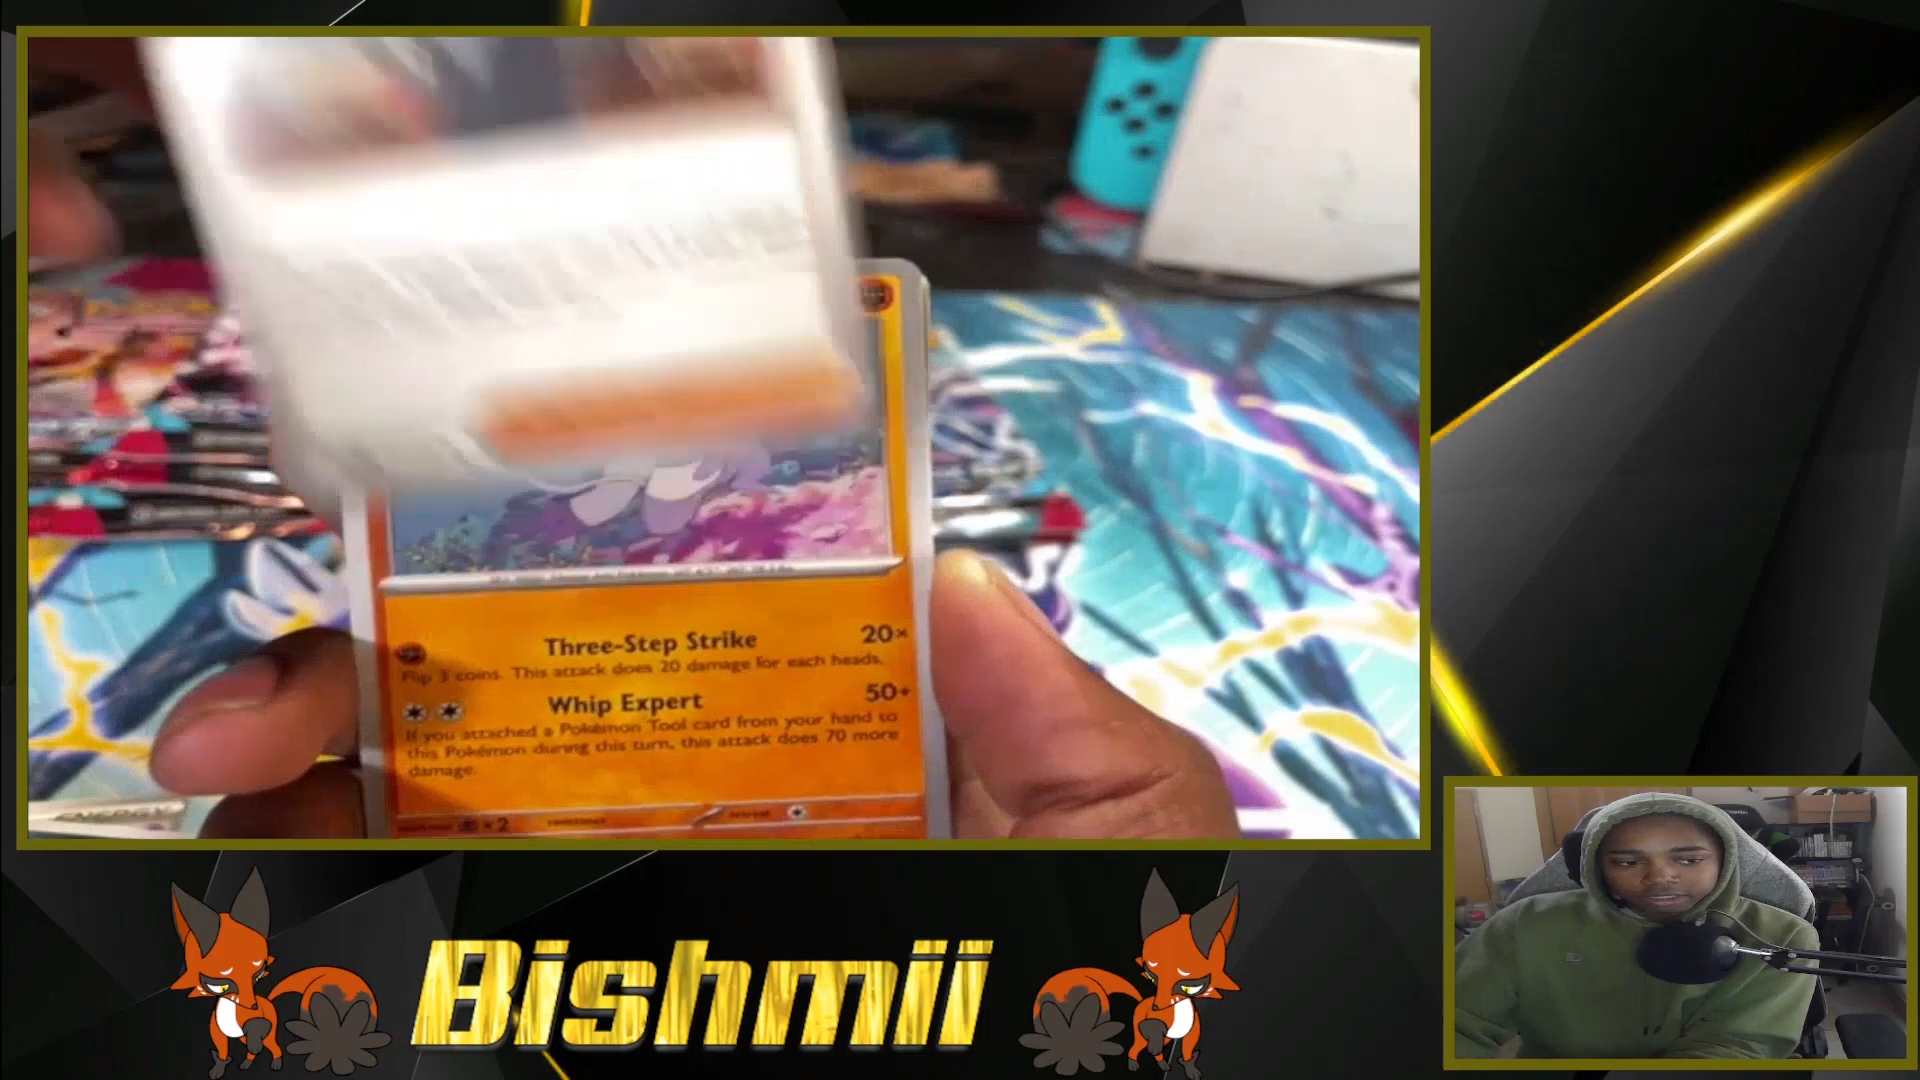 Three-Step Strike 20×
Flip 3 coins. This attack does 20 damage for each heads.
Whip Expert 50+
If you attached a Pokémon Tool card from your hand to
this Pokémon during this turn, this attack does 70 more
damage.
×2
ENERGY
Bishmii